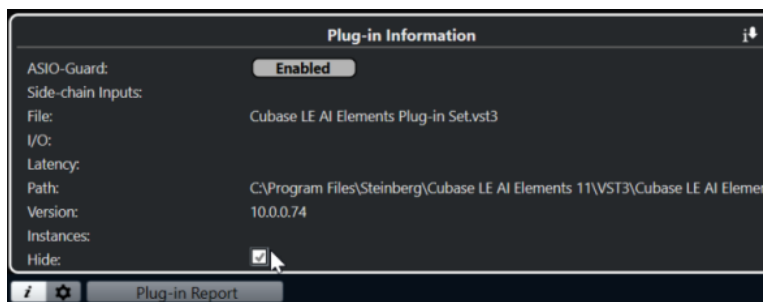 Plug-in Information
ASIO-Guard: Enabled
Side-chain Inputs:
File: Cubase LE AI Elements Plug-in Set.vst3
I/O:
Latency:
Path: C:\Program Files\Steinberg\Cubase LE AI Elements 11\VST3\Cubase LE AI Elemer
Version: 10.0.0.74
Instances:
Hide:
i Plug-in Report